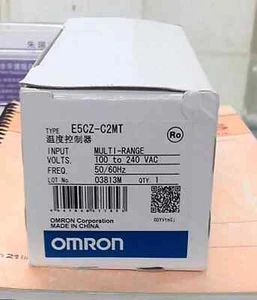 TYPE E5CZ-C2MT
温度控制器
Ro
INPUT MULTI-RANGE
VOLTS. 100 to 240 VAC
FREQ. 50/60Hz
LOT No. 03813M QTY. 1
OMRON Corporation
MADE IN CHINA
OMRON